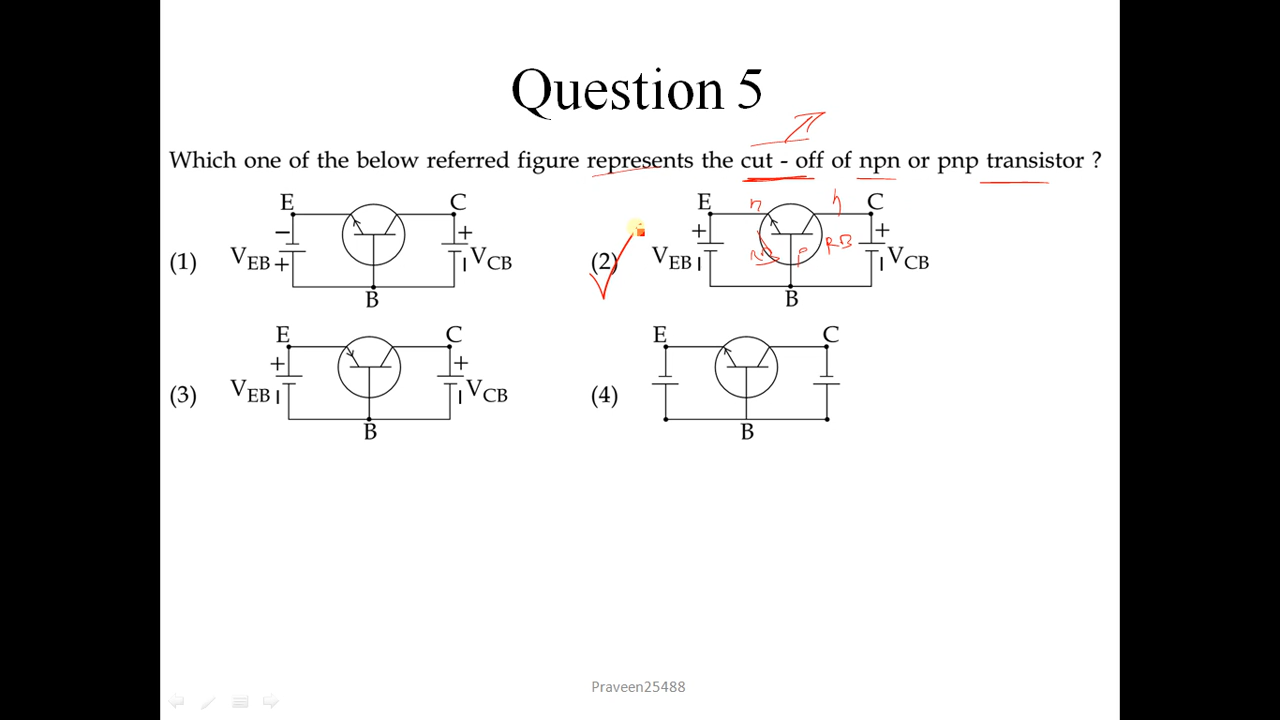 Question 5
Which one of the below referred figure represents the cut - off of npn or pnp transistor ?
E C
− +
(1) VEB + VCB
B
E n n C
+ RB +
(2) VEB VCB
B
E C
+ +
(3) VEB VCB
B
E C
(4)
B
Praveen25488